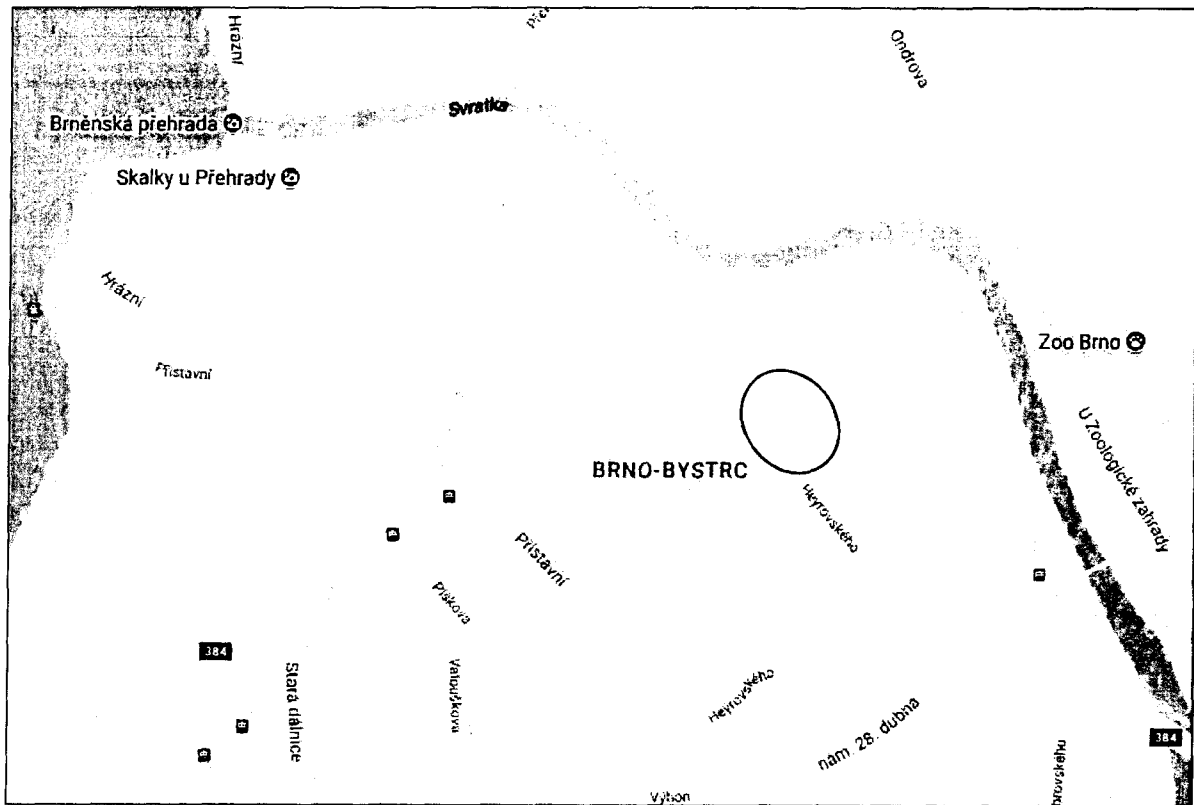 Hrázní
Ondrova
Svratka
Brněnská přehrada
Skalky u Přehrady
Hrázní
Zoo Brno
Přístavní
U Zoologické zahrady
BRNO-BYSTRC
Heyrovského
Přístavní
Pískova
384
Stará dálnice
Valouškova
Heyrovského
nám. 28. dubna
384
Výhon